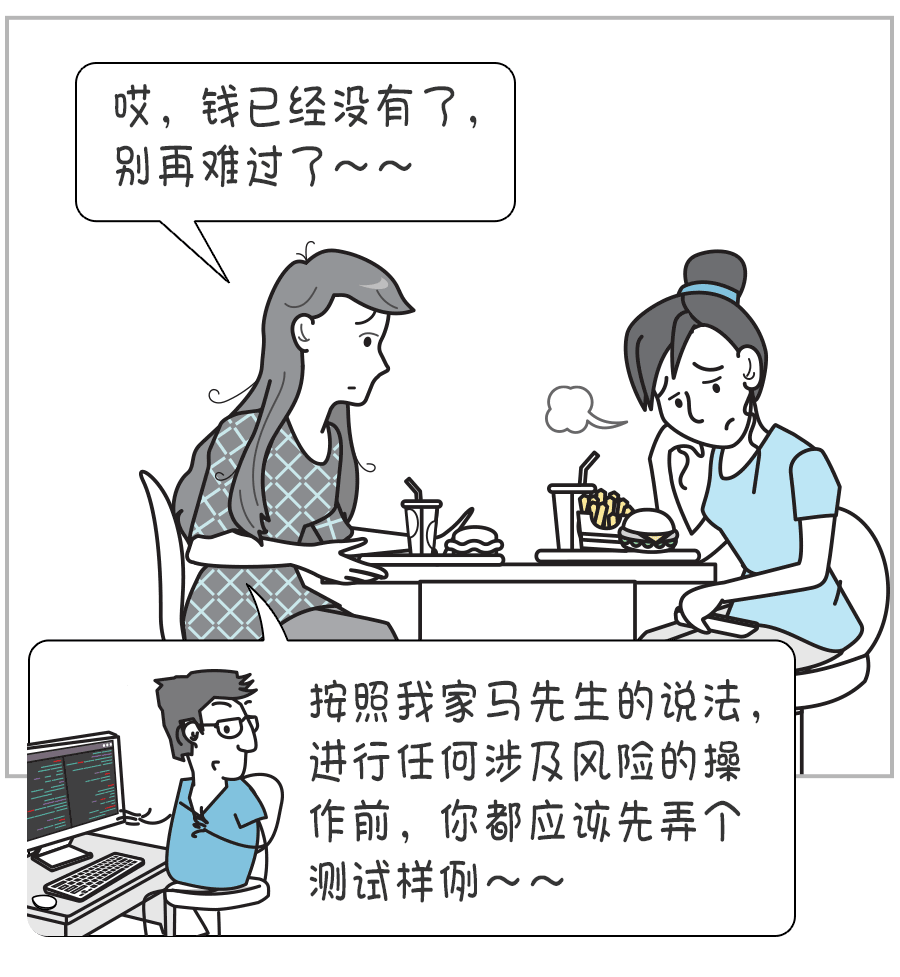 哎，钱已经没有了，
别再难过了～～
按照我家马先生的说法，
进行任何涉及风险的操
作前，你都应该先弄个
测试样例～～